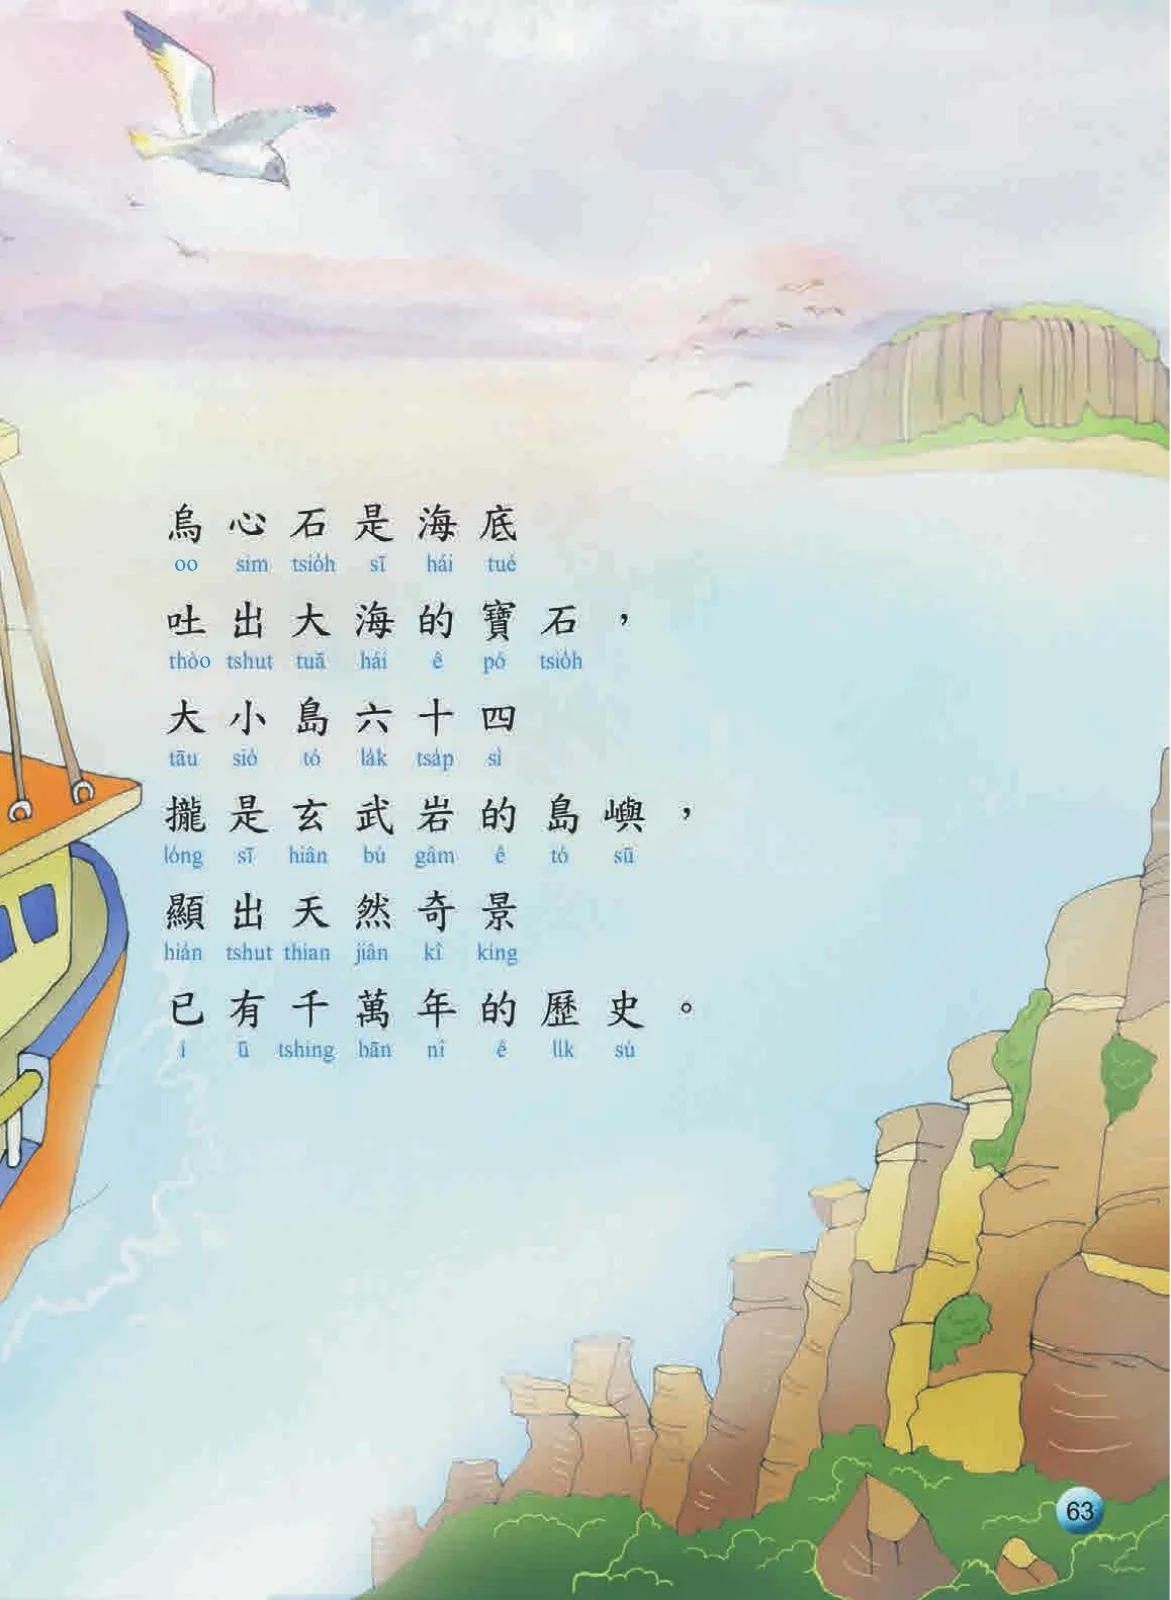 烏心石是海底
oo sim tsio̍h sī hái tué
吐出大海的寶石，
thòo tshut tuā hái ê pó tsio̍h
大小島六十四
tāu sió tó la̍k tsa̍p sì
攏是玄武岩的島嶼，
lóng sī hiân bú gâm ê tó sū
顯出天然奇景
hián tshut thian jiân kî kíng
已有千萬年的歷史。
í ū tshing bān nî ê li̍k sú
63